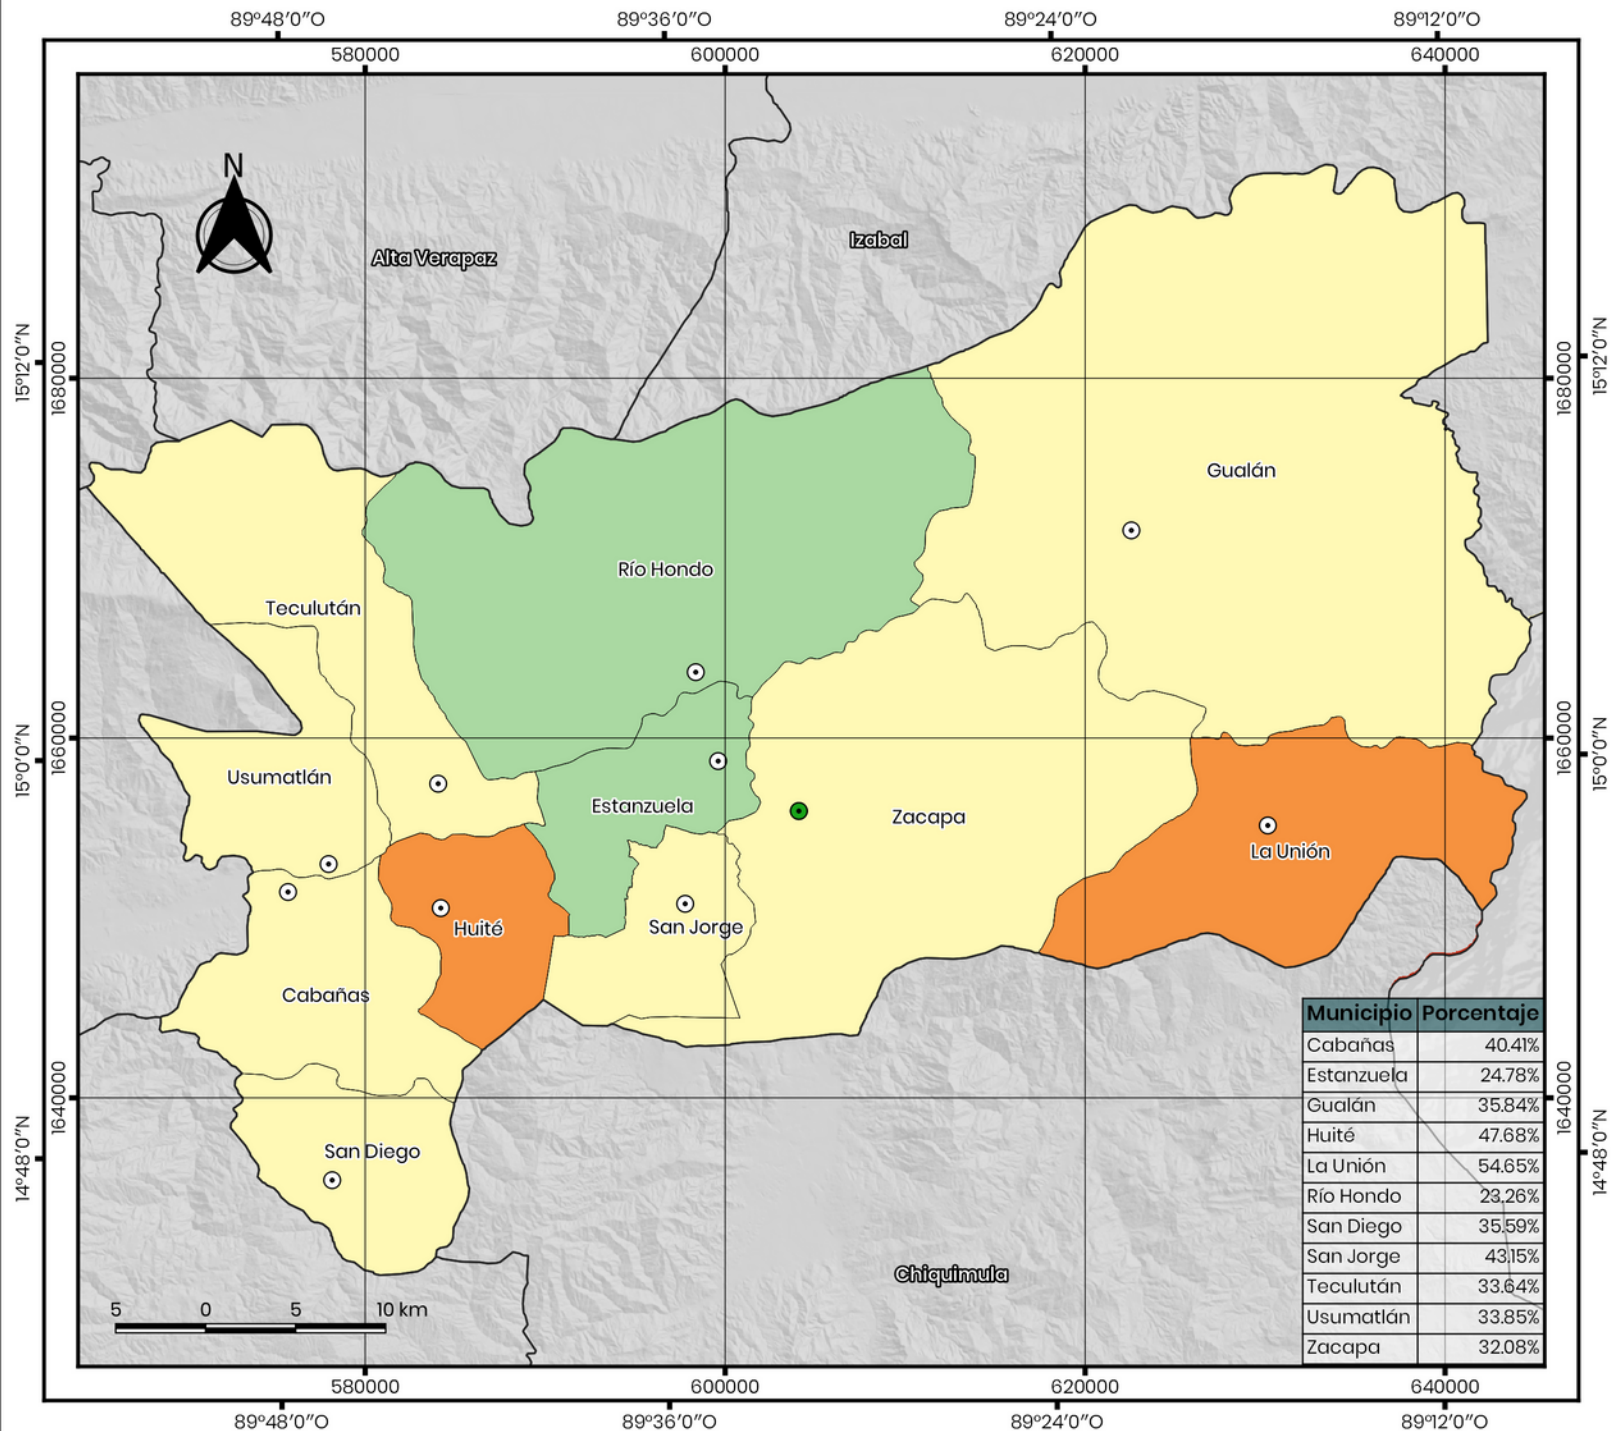 89°48'0"O 89°36'0"O 89°24'0"O 89°12'0"O
580000 600000 620000 640000
N
Alta Verapaz
Izabal
15°12'0"N
1680000
1680000
15°12'0"N
Gualán
Río Hondo
Teculután
15°0'0"N
1660000
1660000
15°0'0"N
Usumatlán
Estanzuela
Zacapa
La Unión
Huité
San Jorge
Cabañas
Municipio Porcentaje
Cabañas 40.41%
Estanzuela 24.78%
Gualán 35.84%
Huité 47.68%
La Unión 54.65%
Río Hondo 23.26%
San Diego 35.59%
San Jorge 43.15%
Teculután 33.64%
Usumatlán 33.85%
Zacapa 32.08%
14°48'0"N
1640000
1640000
14°48'0"N
San Diego
Chiquimula
5 0 5 10 km
580000 600000 620000 640000
89°48'0"O 89°36'0"O 89°24'0"O 89°12'0"O